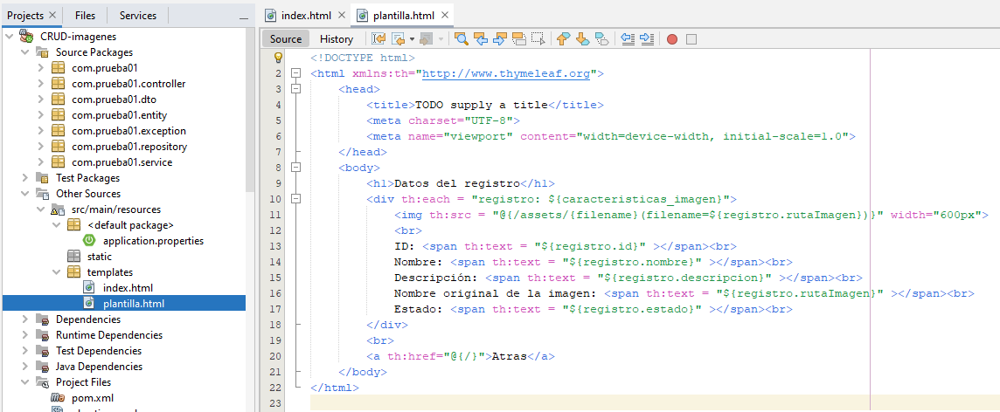 Projects
Files
Services
CRUD-imagenes
Source Packages
com.prueba01
com.prueba01.controller
com.prueba01.dto
com.prueba01.entity
com.prueba01.exception
com.prueba01.repository
com.prueba01.service
Test Packages
Other Sources
src/main/resources
<default package>
application.properties
static
templates
index.html
plantilla.html
Dependencies
Runtime Dependencies
Test Dependencies
Java Dependencies
Project Files
pom.xml
index.html
plantilla.html
Source
History
<!DOCTYPE html>
2 <html xmlns:th="http://www.thymeleaf.org">
3 <head>
4 <title>TODO supply a title</title>
5 <meta charset="UTF-8">
6 <meta name="viewport" content="width=device-width, initial-scale=1.0">
7 </head>
8 <body>
9 <h1>Datos del registro</h1>
10 <div th:each = "registro: ${caracteristicas_imagen}">
11 <img th:src = "@{/assets/{filename}(filename=${registro.rutaImagen})}" width="600px">
12 <br>
13 ID: <span th:text = "${registro.id}" ></span><br>
14 Nombre: <span th:text = "${registro.nombre}" ></span><br>
15 Descripción: <span th:text = "${registro.descripcion}" ></span><br>
16 Nombre original de la imagen: <span th:text = "${registro.rutaImagen}" ></span><br>
17 Estado: <span th:text = "${registro.estado}" ></span><br>
18 </div>
19 <br>
20 <a th:href="@{/}">Atras</a>
21 </body>
22 </html>
23